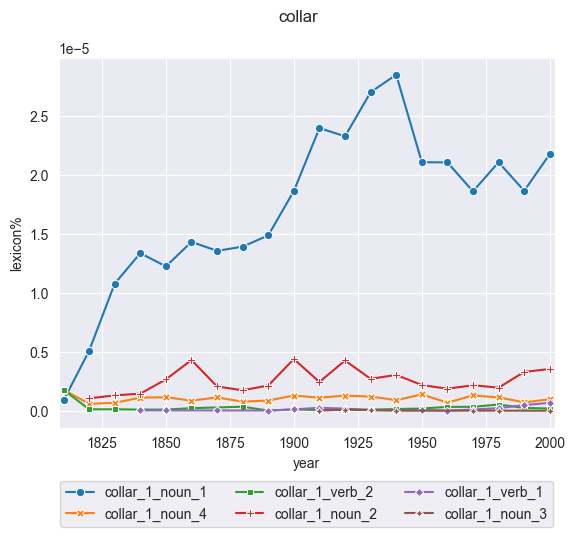 collar
1e−5
2.5
2.0
1.5
1.0
0.5
0.0
lexicon%
1825 1850 1875 1900 1925 1950 1975 2000
year
collar_1_noun_1 collar_1_verb_2 collar_1_verb_1
collar_1_noun_4 collar_1_noun_2 collar_1_noun_3